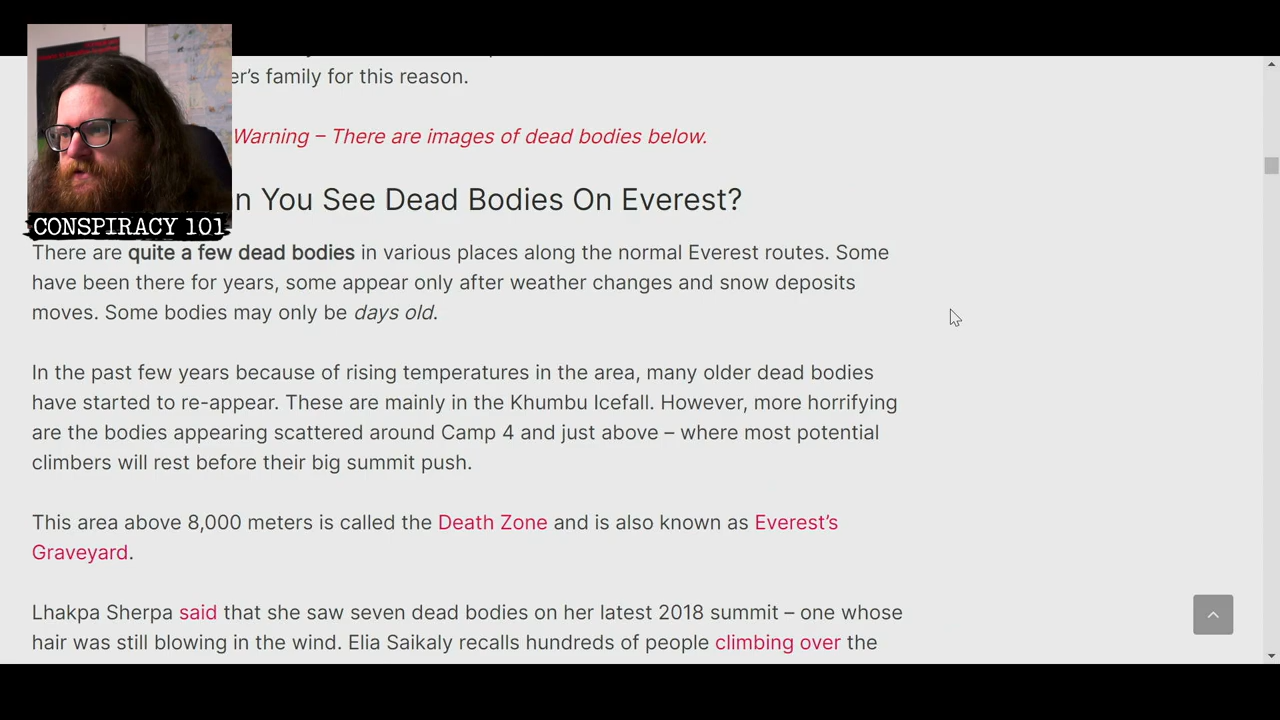 er's family for this reason.
Warning – There are images of dead bodies below.
n You See Dead Bodies On Everest?
CONSPIRACY 101
There are quite a few dead bodies in various places along the normal Everest routes. Some
have been there for years, some appear only after weather changes and snow deposits
moves. Some bodies may only be days old.
In the past few years because of rising temperatures in the area, many older dead bodies
have started to re-appear. These are mainly in the Khumbu Icefall. However, more horrifying
are the bodies appearing scattered around Camp 4 and just above – where most potential
climbers will rest before their big summit push.
This area above 8,000 meters is called the Death Zone and is also known as Everest's
Graveyard.
Lhakpa Sherpa said that she saw seven dead bodies on her latest 2018 summit – one whose
hair was still blowing in the wind. Elia Saikaly recalls hundreds of people climbing over the